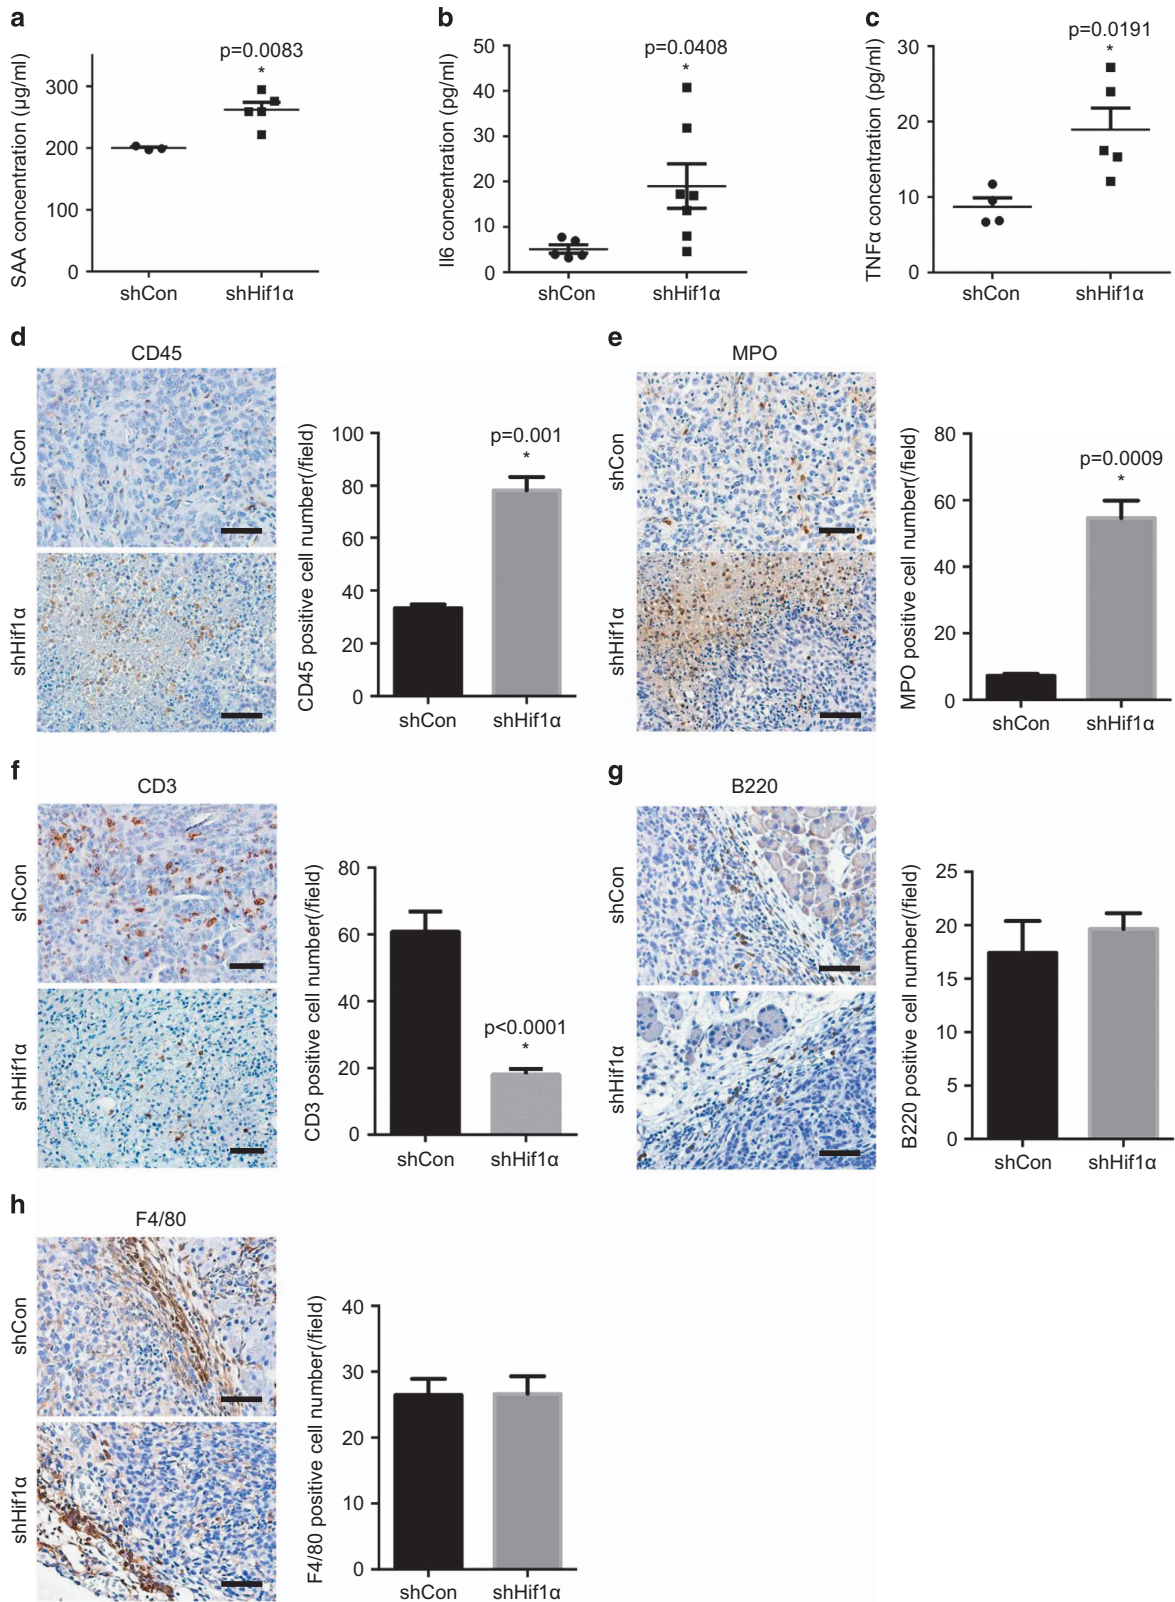 a
SAA concentration (µg/ml)
300
200
100
0
p=0.0083
*
shCon
shHif1α
b
Il6 concentration (pg/ml)
50
40
30
20
10
0
p=0.0408
*
shCon
shHif1α
c
TNFα concentration (pg/ml)
30
20
10
0
p=0.0191
*
shCon
shHif1α
d
CD45
shCon
shHif1α
CD45 positive cell number(/field)
100
80
60
40
20
0
p=0.001
*
shCon
shHif1α
e
MPO
shCon
shHif1α
MPO positive cell number(/field)
80
60
40
20
0
p=0.0009
*
shCon
shHif1α
f
CD3
shCon
shHif1α
CD3 positive cell number(/field)
80
60
40
20
0
p<0.0001
*
shCon
shHif1α
g
B220
shCon
shHif1α
B220 positive cell number(/field)
25
20
15
10
5
0
shCon
shHif1α
h
F4/80
shCon
shHif1α
F4/80 positive cell number(/field)
40
30
20
10
0
shCon
shHif1α